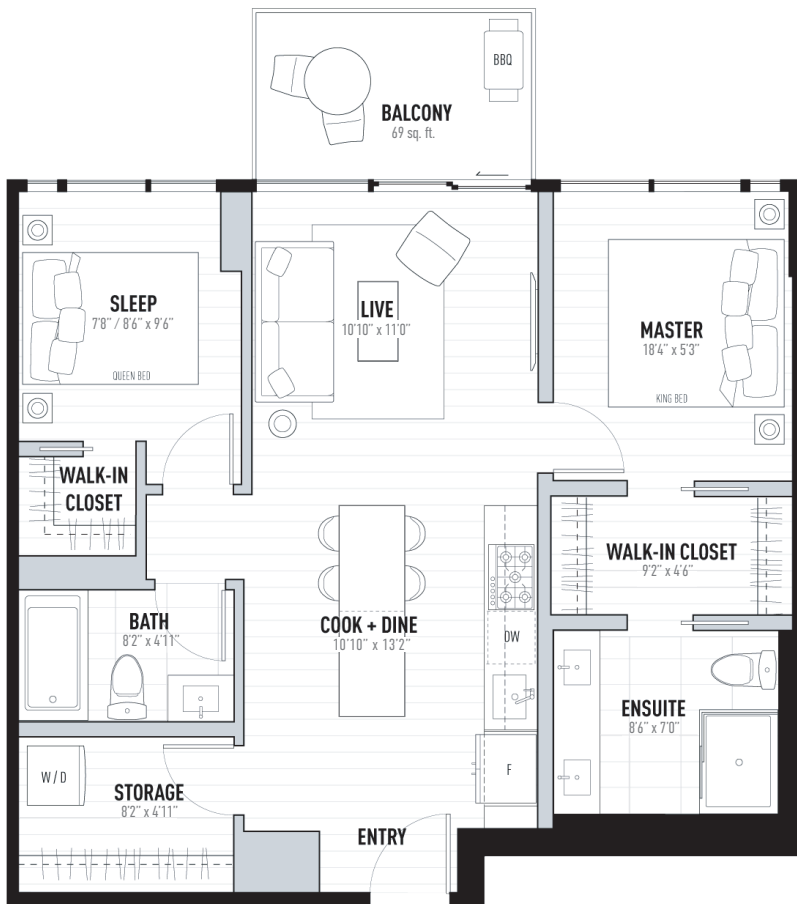 BBQ
BALCONY
69 sq. ft.
SLEEP
7'8" / 8'6" x 9'6"
QUEEN BED
LIVE
10'10" x 11'0"
MASTER
18'4" x 5'3"
KING BED
WALK-IN
CLOSET
WALK-IN CLOSET
9'2" x 4'6"
BATH
8'2" x 4'11"
COOK + DINE
10'10" x 13'2"
DW
ENSUITE
8'6" x 7'0"
W / D
F
STORAGE
8'2" x 4'11"
ENTRY